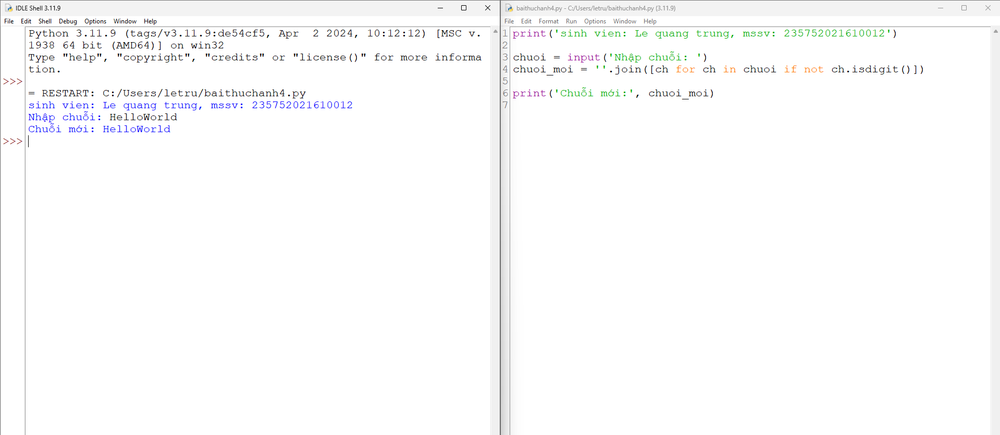 IDLE Shell 3.11.9
File Edit Shell Debug Options Window Help
Python 3.11.9 (tags/v3.11.9:de54cf5, Apr  2 2024, 10:12:12) [MSC v.
1938 64 bit (AMD64)] on win32
Type "help", "copyright", "credits" or "license()" for more informa
tion.
>>>
= RESTART: C:/Users/letru/baithuchanh4.py
sinh vien: Le quang trung, mssv: 235752021610012
Nhập chuỗi: HelloWorld
Chuỗi mới: HelloWorld
>>>
baithuchanh4.py - C:/Users/letru/baithuchanh4.py (3.11.9)
File Edit Format Run Options Window Help
1 print('sinh vien: Le quang trung, mssv: 235752021610012')
2
3 chuoi = input('Nhập chuỗi: ')
4 chuoi_moi = ''.join([ch for ch in chuoi if not ch.isdigit()])
5
6 print('Chuỗi mới:', chuoi_moi)
7